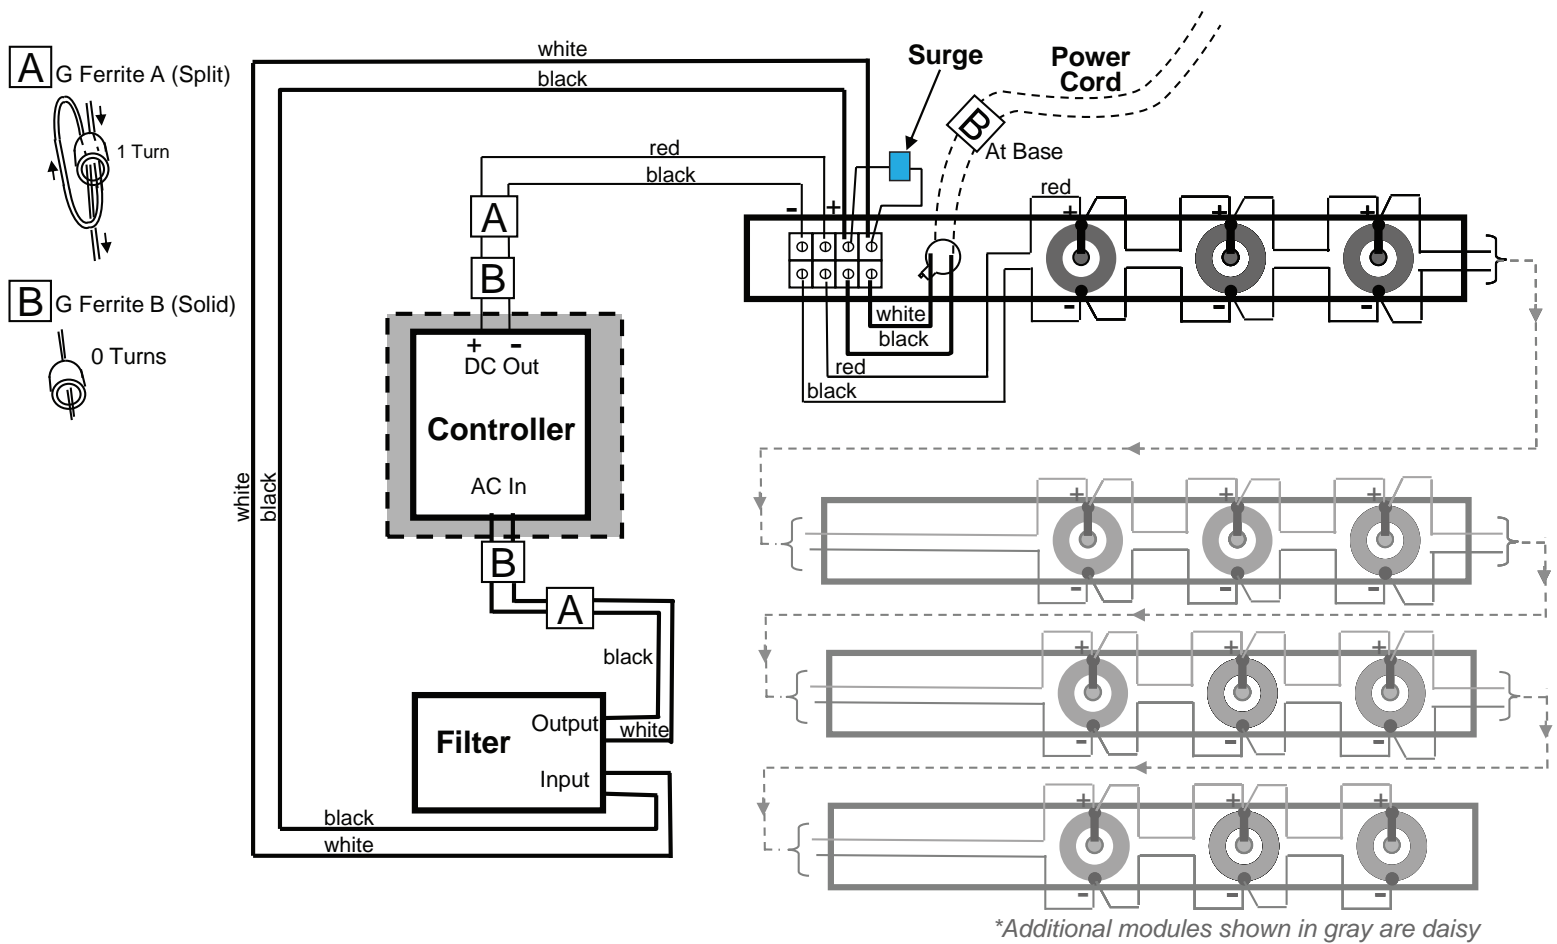 A G Ferrite A (Split)
1 Turn
B G Ferrite B (Solid)
0 Turns
white
black
red
black
Surge
Power
Cord
B
At Base
A
B
- +
red
+ + +
- - -
white
black
red
black
+ -
DC Out
Controller
AC In
B
A
white
black
black
white
Filter
Output
Input
black
white
+ +
- - -
+ +
- - -
+ +
- - -
*Additional modules shown in gray are daisy